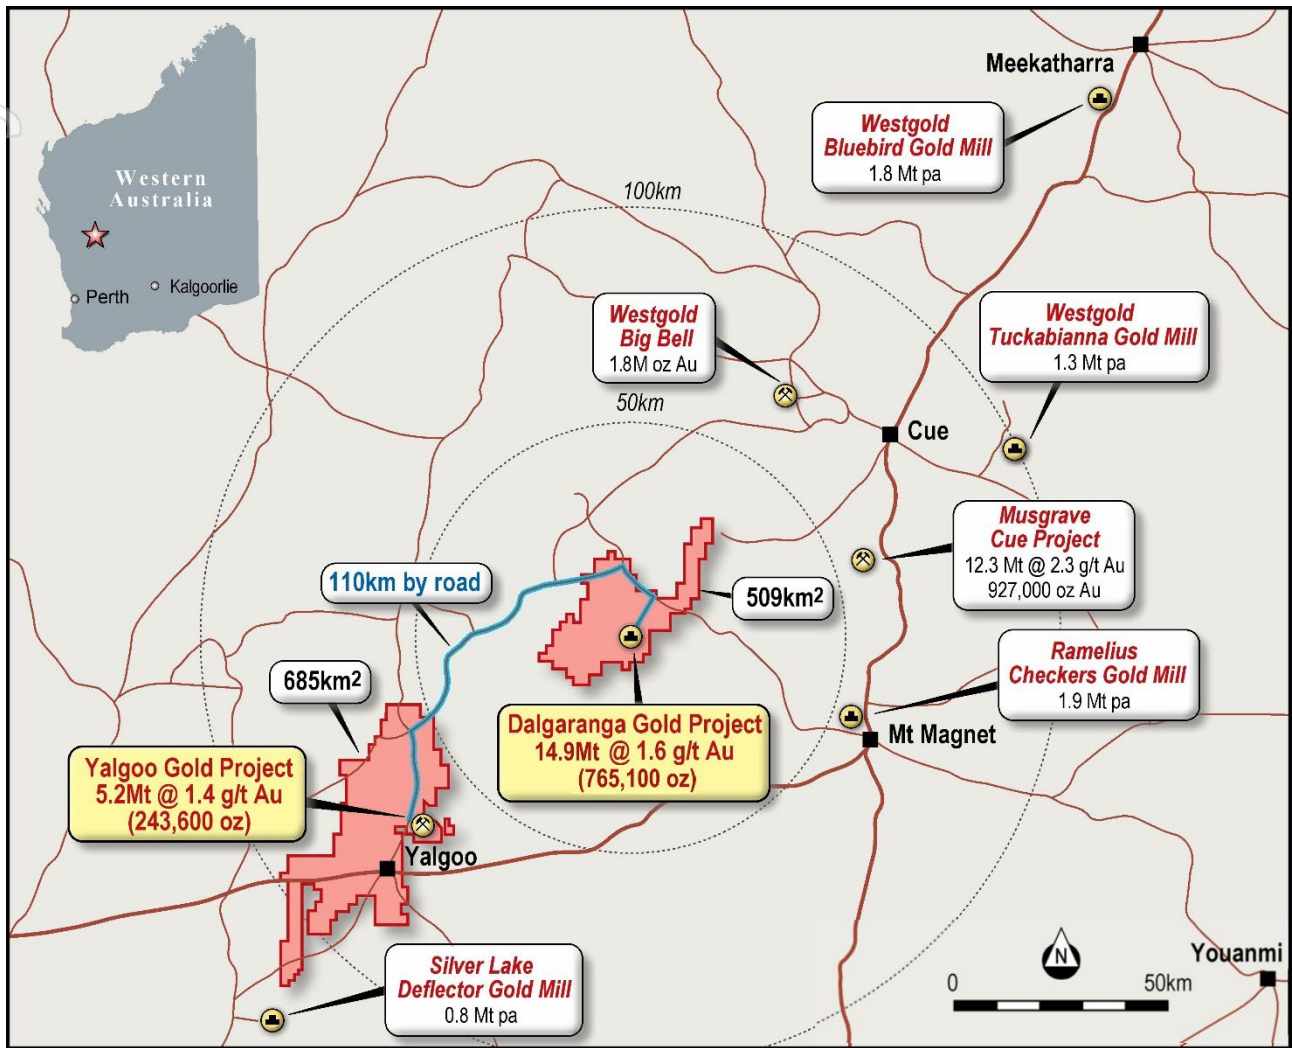 Meekatharra
Westgold
Bluebird Gold Mill
1.8 Mt pa
Western
Australia
Perth
Kalgoorlie
100km
Westgold
Big Bell
1.8M oz Au
Westgold
Tuckabianna Gold Mill
1.3 Mt pa
50km
Cue
Musgrave
Cue Project
12.3 Mt @ 2.3 g/t Au
927,000 oz Au
110km by road
509km²
685km²
Ramelius
Checkers Gold Mill
1.9 Mt pa
Dalgaranga Gold Project
14.9Mt @ 1.6 g/t Au
(765,100 oz)
Mt Magnet
Yalgoo Gold Project
5.2Mt @ 1.4 g/t Au
(243,600 oz)
Yalgoo
Silver Lake
Deflector Gold Mill
0.8 Mt pa
N
Youanmi
0 50km